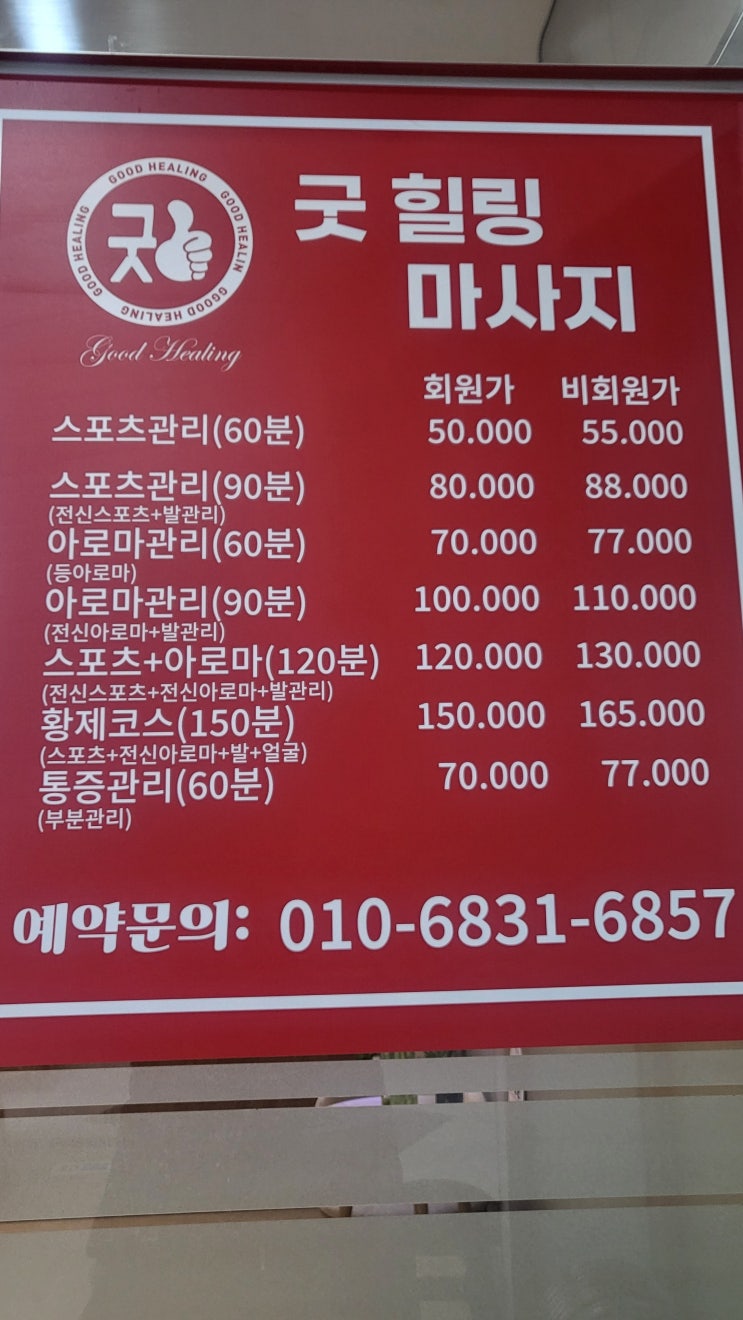 GOOD HEALING GOOD HEALIN GGOOD HEALING GOOD HEALING
굿
Good Healing
굿 힐링
마사지
회원가 비회원가
스포츠관리(60분) 50.000 55.000
스포츠관리(90분) 80.000 88.000
(전신스포츠+발관리)
아로마관리(60분) 70.000 77.000
(등아로마)
아로마관리(90분) 100.000 110.000
(전신아로마+발관리)
스포츠+아로마(120분) 120.000 130.000
(전신스포츠+전신아로마+발관리)
황제코스(150분) 150.000 165.000
(스포츠+전신아로마+발+얼굴)
통증관리(60분) 70.000 77.000
(부분관리)
예약문의: 010-6831-6857